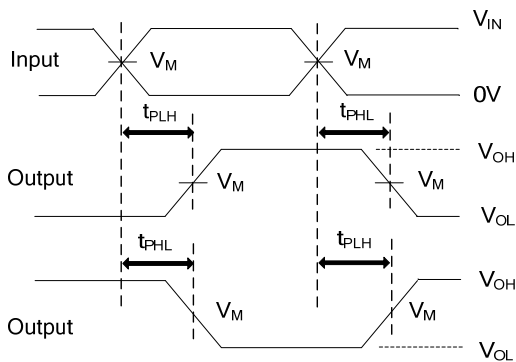 V_IN
Input V_M V_M
0V
t_PLH t_PHL
V_OH
Output V_M V_M
V_OL
t_PHL t_PLH
V_OH
V_M V_M
Output
V_OL